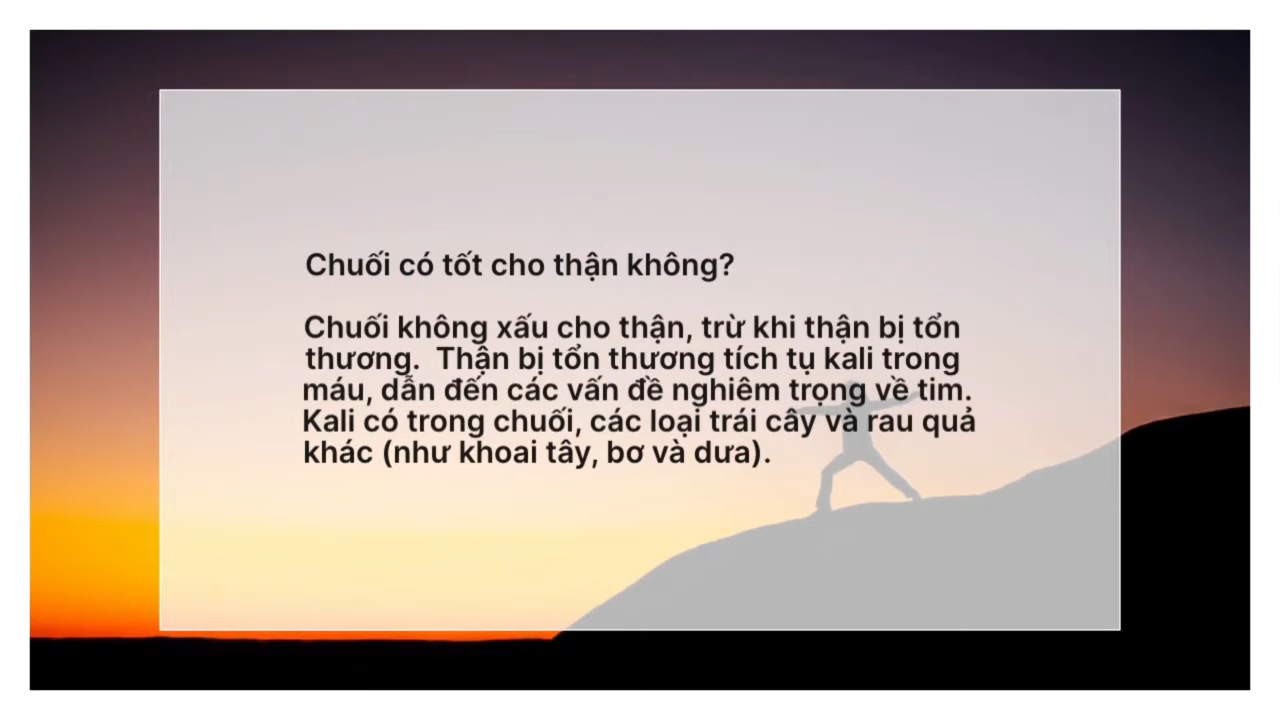 Chuối có tốt cho thận không?
Chuối không xấu cho thận, trừ khi thận bị tổn
thương.  Thận bị tổn thương tích tụ kali trong
máu, dẫn đến các vấn đề nghiêm trọng về tim.
Kali có trong chuối, các loại trái cây và rau quả
khác (như khoai tây, bơ và dưa).